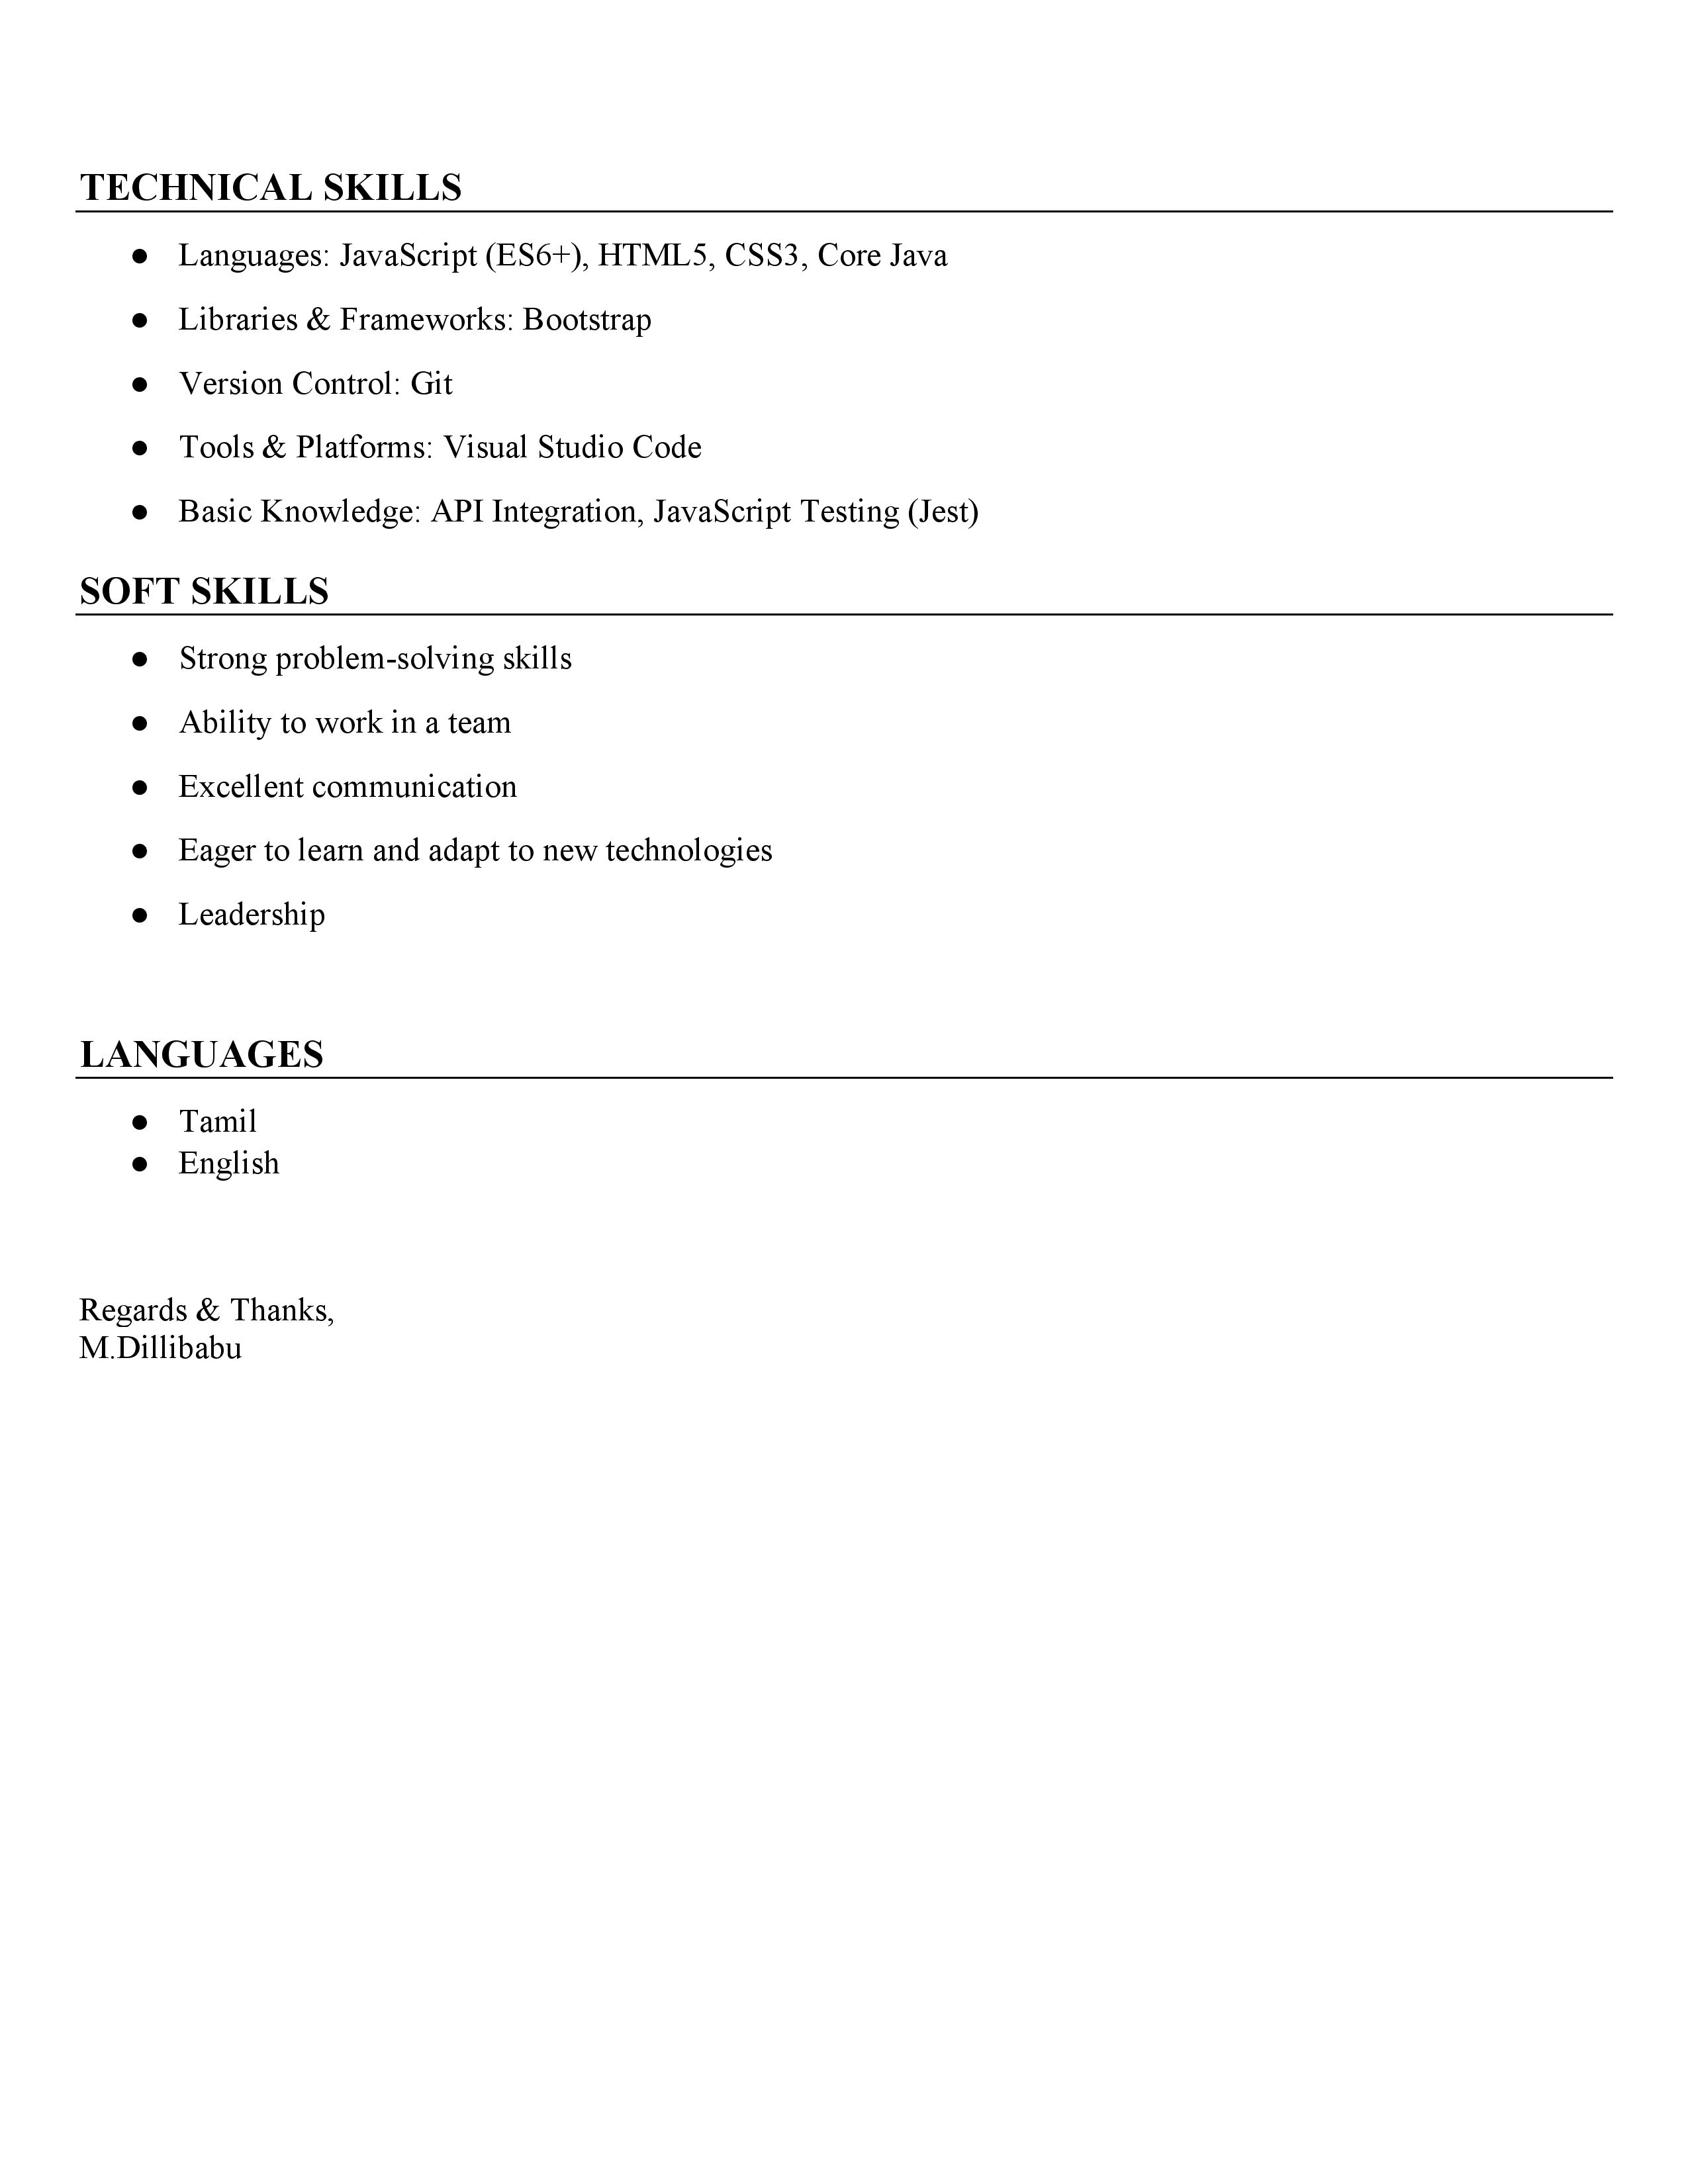 TECHNICAL SKILLS
● Languages: JavaScript (ES6+), HTML5, CSS3, Core Java
● Libraries & Frameworks: Bootstrap
● Version Control: Git
● Tools & Platforms: Visual Studio Code
● Basic Knowledge: API Integration, JavaScript Testing (Jest)
SOFT SKILLS
● Strong problem-solving skills
● Ability to work in a team
● Excellent communication
● Eager to learn and adapt to new technologies
● Leadership
LANGUAGES
● Tamil
● English
Regards & Thanks,
M.Dillibabu